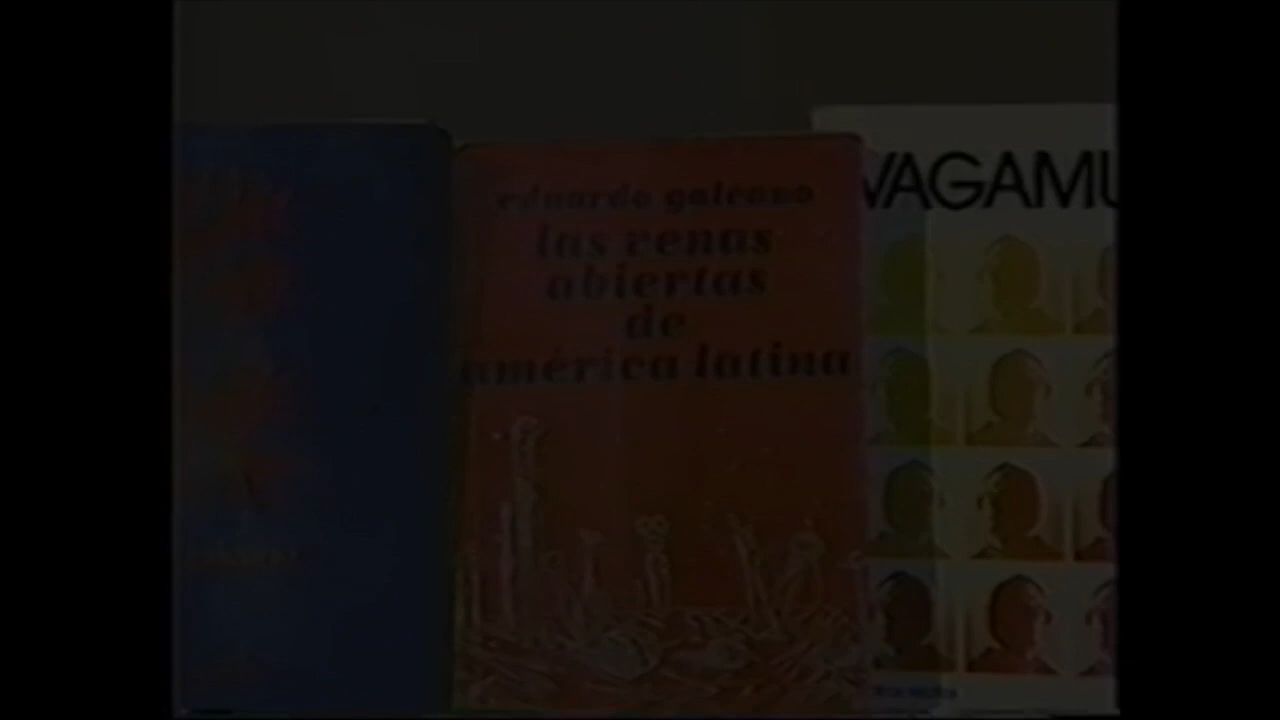 eduardo galeano
las venas
abiertas
de
américa latina
VAGAMU